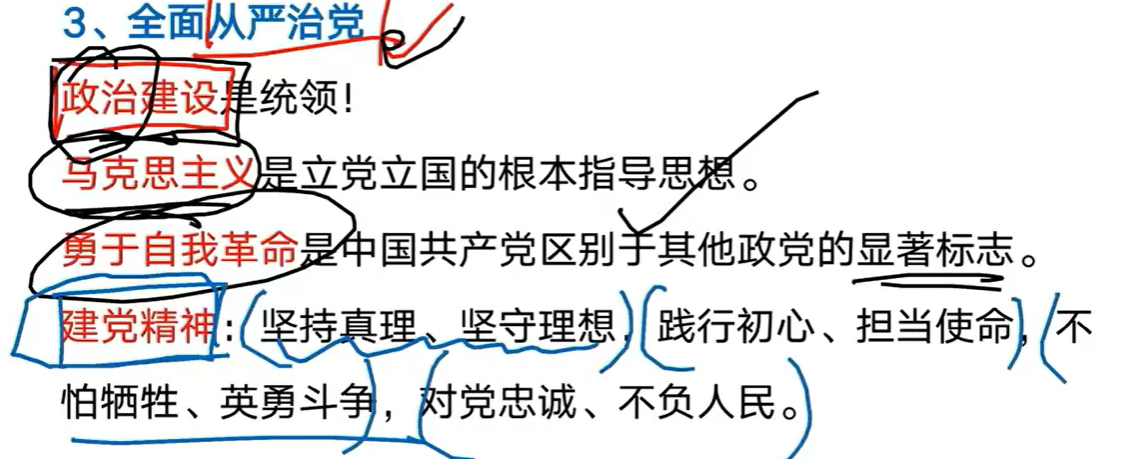 3、全面从严治党
政治建设是统领！
马克思主义是立党立国的根本指导思想。
勇于自我革命是中国共产党区别于其他政党的显著标志。
建党精神：坚持真理、坚守理想，践行初心、担当使命，不
怕牺牲、英勇斗争，对党忠诚、不负人民。